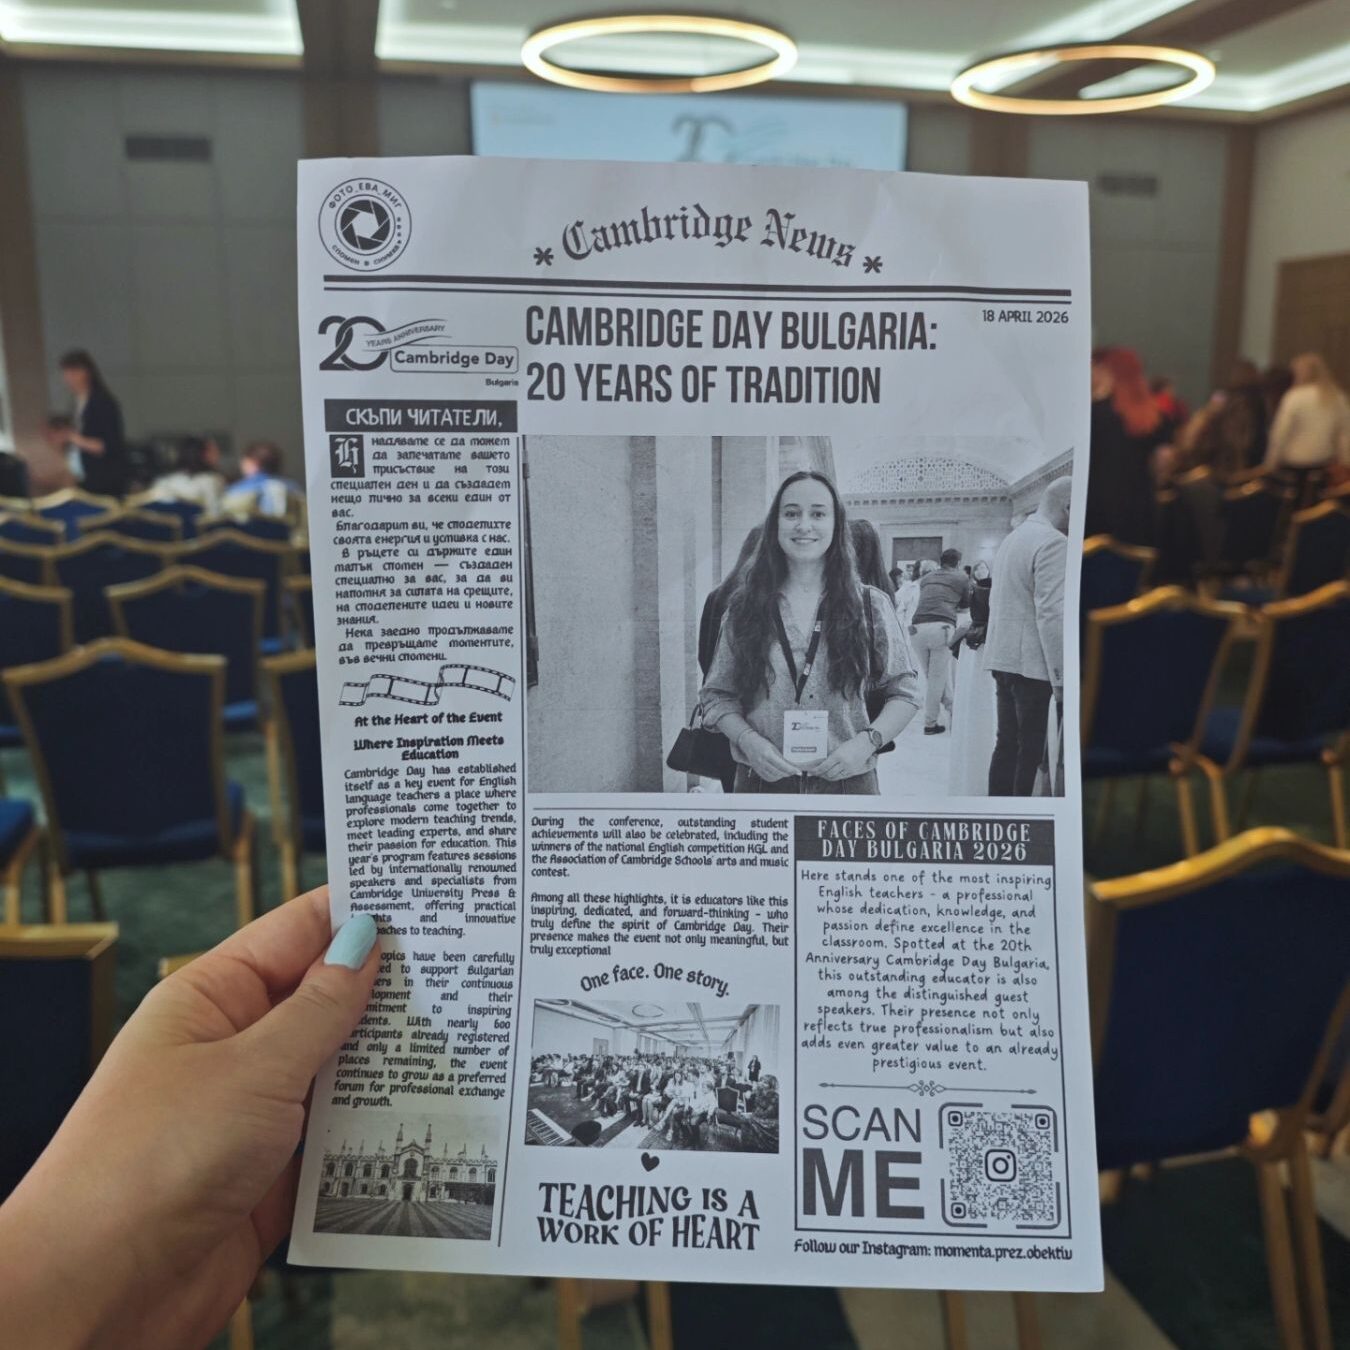 ФОТО_ЕВА_МИГ
СПОМЕН В СНИМКА
* Cambridge News *
20 YEARS ANNIVERSARY
Cambridge Day
Bulgaria
CAMBRIDGE DAY BULGARIA:
20 YEARS OF TRADITION
18 APRIL 2026
СКЪПИ ЧИТАТЕЛИ,
Н
надяваме се да можем
да запечатаме вашето
присъствие на този
специален ден и да създадем
нещо лично за всеки един от
вас.
Благодарим ви, че споделихте
своята енергия и усмивка с нас.
В ръцете си държите един
малък спомен — създаден
специално за вас, за да ви
напомня за силата на срещите,
на споделените идеи и новите
знания.
Нека заедно продължаваме
да превръщаме моментите,
във вечни спомени.
At the Heart of the Event
Where Inspiration Meets
Education
Cambridge Day has established
itself as a key event for English
language teachers a place where
professionals come together to
explore modern teaching trends,
meet leading experts, and share
their passion for education. This
year's program features sessions
led by internationally renowned
speakers and specialists from
Cambridge University Press &
Assessment, offering practical
and innovative
to teaching.
have been carefully
to support Bulgarian
in their continuous
and their
to inspiring
With nearly 600
participants already registered
and only a limited number of
places remaining, the event
continues to grow as a preferred
forum for professional exchange
and growth.
During the conference, outstanding student
achievements will also be celebrated, including the
winners of the national English competition HGL and
the Association of Cambridge Schools' arts and music
contest.
Among all these highlights, it is educators like this
inspiring, dedicated, and forward-thinking - who
truly define the spirit of Cambridge Day. Their
presence makes the event not only meaningful, but
truly exceptional
One face. One story.
TEACHING IS A
WORK OF HEART
FACES OF CAMBRIDGE
DAY BULGARIA 2026
Here stands one of the most inspiring
English teachers - a professional
whose dedication, knowledge, and
passion define excellence in the
classroom. Spotted at the 20th
Anniversary Cambridge Day Bulgaria,
this outstanding educator is also
among the distinguished guest
speakers. Their presence not only
reflects true professionalism but also
adds even greater value to an already
prestigious event.
SCAN
ME
Follow our Instagram: momenta.prez.obektiv